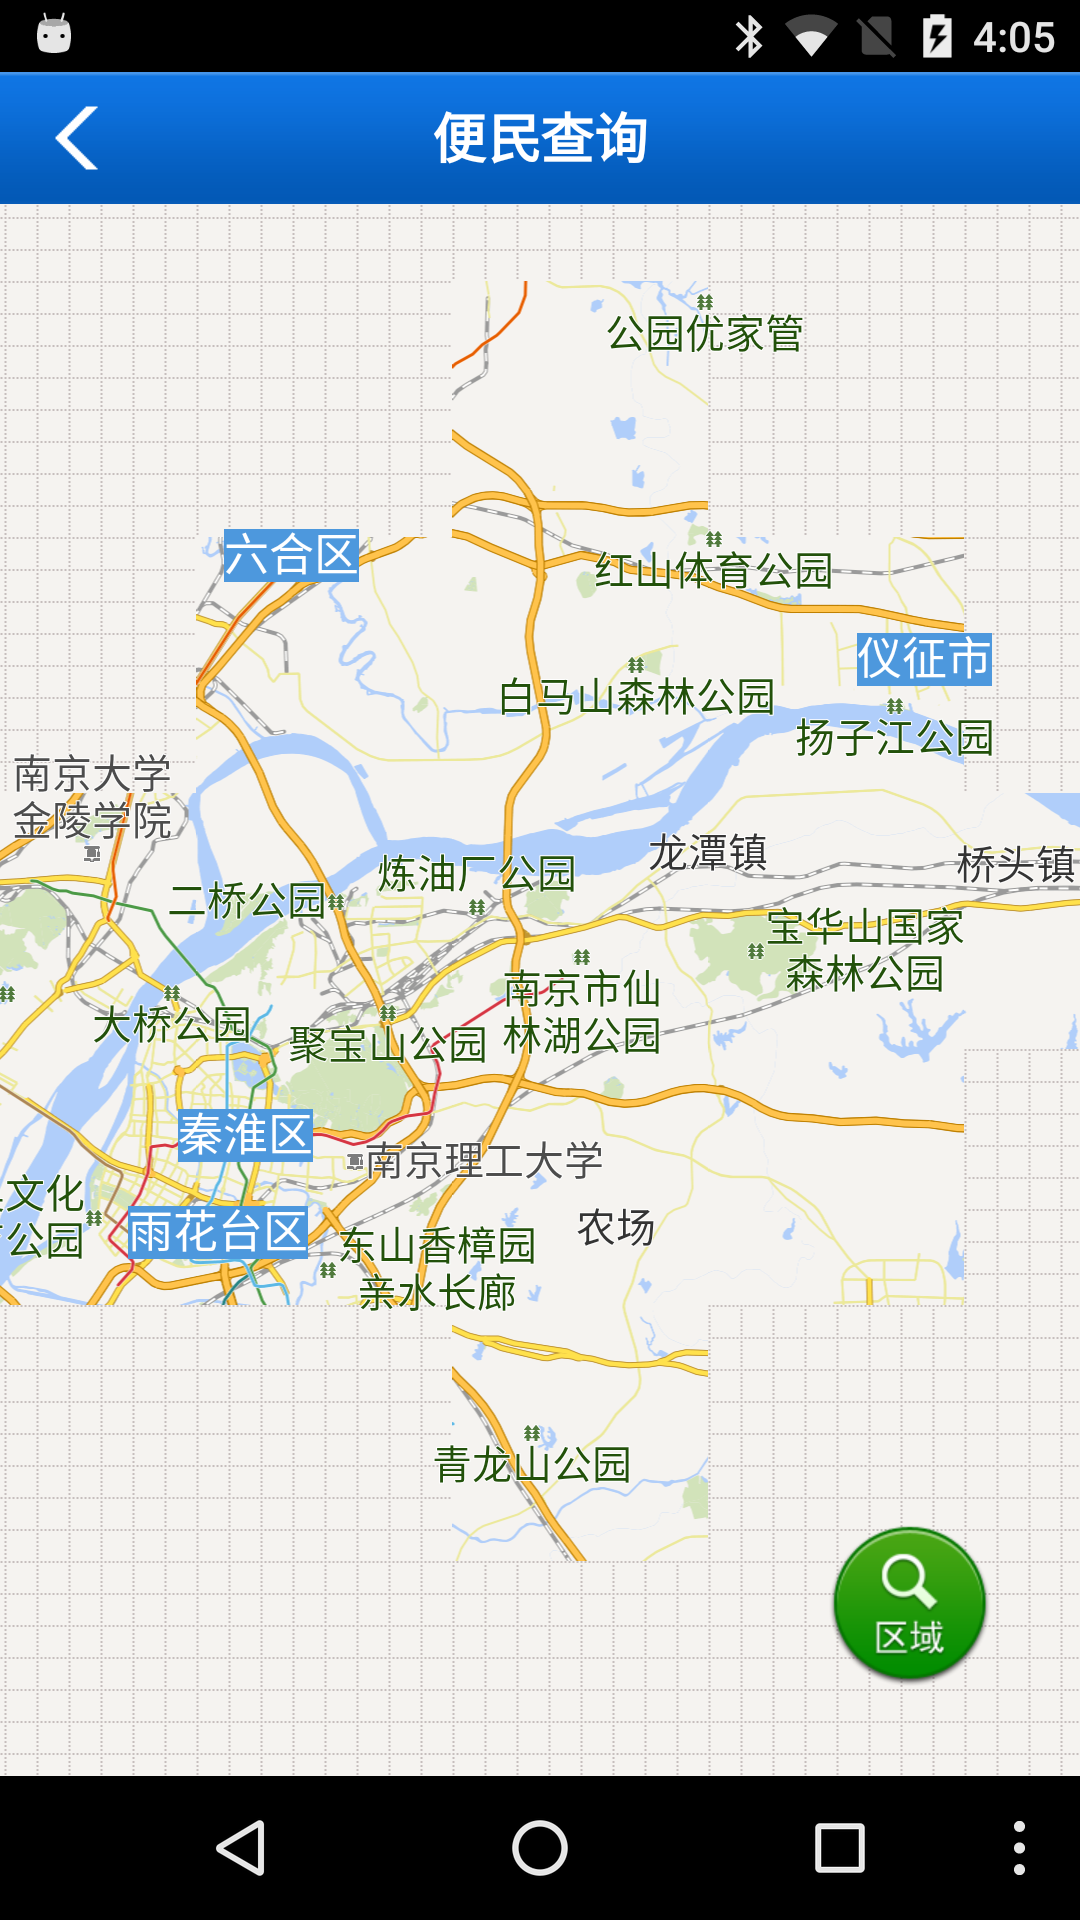 4:05
便民查询
公园优家管
六合区
红山体育公园
仪征市
白马山森林公园
扬子江公园
南京大学
金陵学院
龙潭镇
桥头镇
炼油厂公园
二桥公园
宝华山国家
森林公园
南京市仙
林湖公园
大桥公园
聚宝山公园
秦淮区
南京理工大学
文化
公园
雨花台区
农场
东山香樟园
亲水长廊
青龙山公园
区域